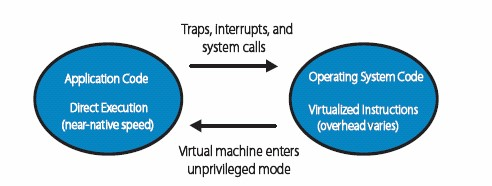 Traps, interrupts, and
system calls
Application Code
Direct Execution
(near-native speed)
Operating System Code
Virtualized Instructions
(overhead varies)
Virtual machine enters
unprivileged mode